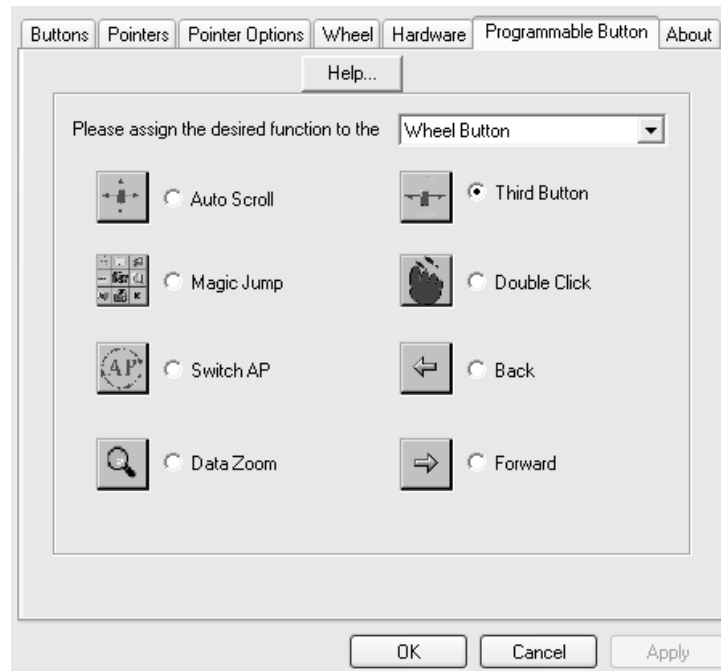 Buttons Pointers Pointer Options Wheel Hardware Programmable Button About
Help...
Please assign the desired function to the Wheel Button
Auto Scroll Third Button
Magic Jump Double Click
AP Switch AP Back
Data Zoom Forward
OK Cancel Apply